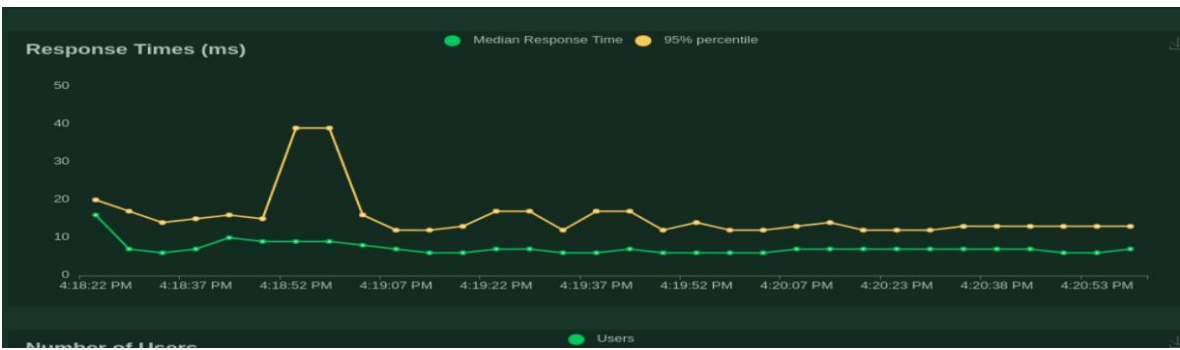 Response Times (ms)
Median Response Time
95% percentile
50
40
30
20
10
0
4:18:22 PM
4:18:37 PM
4:18:52 PM
4:19:07 PM
4:19:22 PM
4:19:37 PM
4:19:52 PM
4:20:07 PM
4:20:23 PM
4:20:38 PM
4:20:53 PM
Number of Users
Users